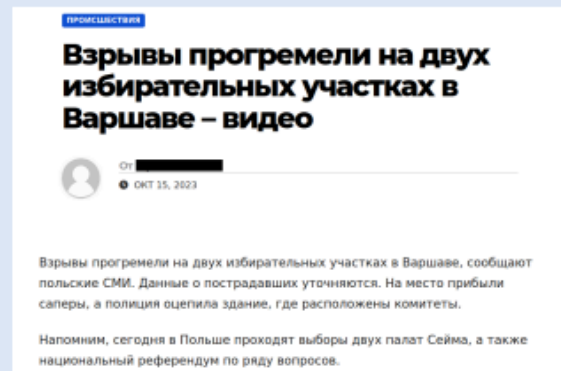 ПРОИСШЕСТВИЯ
Взрывы прогремели на двух
избирательных участках в
Варшаве – видео
От
ОКТ 15, 2023
Взрывы прогремели на двух избирательных участках в Варшаве, сообщают
польские СМИ. Данные о пострадавших уточняются. На место прибыли
саперы, а полиция оцепила здание, где расположены комитеты.
Напомним, сегодня в Польше проходят выборы двух палат Сейма, а также
национальный референдум по ряду вопросов.